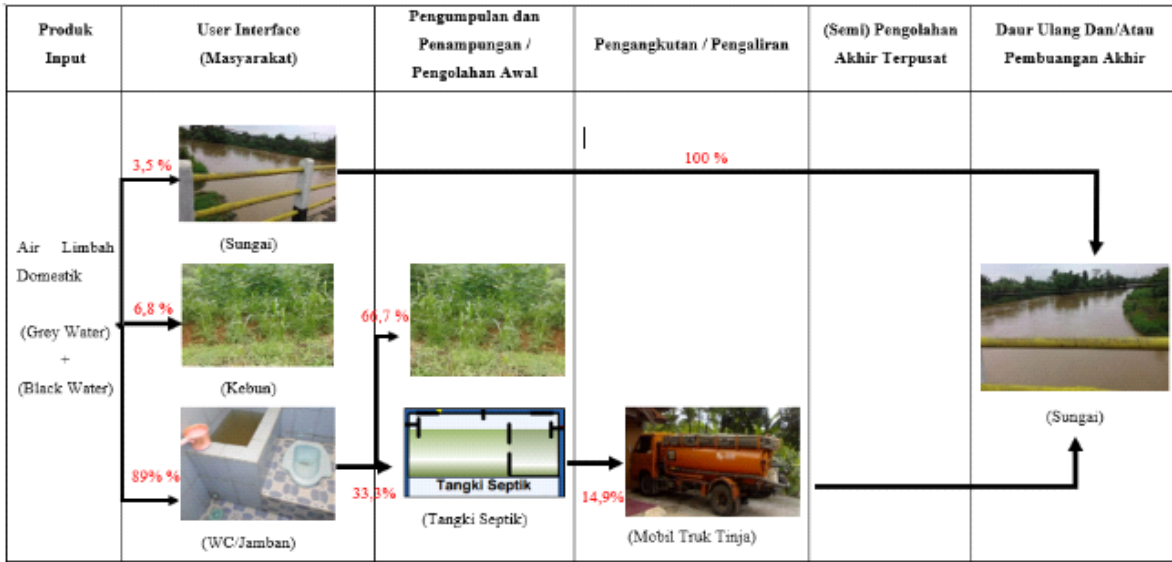 Produk
Input
User Interface
(Masyarakat)
Pengumpulan dan
Penampungan /
Pengolahan Awal
Pengangkutan / Pengaliran
(Semi) Pengolahan
Akhir Terpusat
Daur Ulang Dan/Atau
Pembuangan Akhir
3,5 %
100 %
(Sungai)
Air Limbah
Domestik
(Grey Water)
+
(Black Water)
6,8 %
66,7 %
(Kebun)
(Sungai)
89% %
33,3%
Tangki Septik
14,9%
(Tangki Septik)
(WC/Jamban)
(Mobil Truk Tinja)